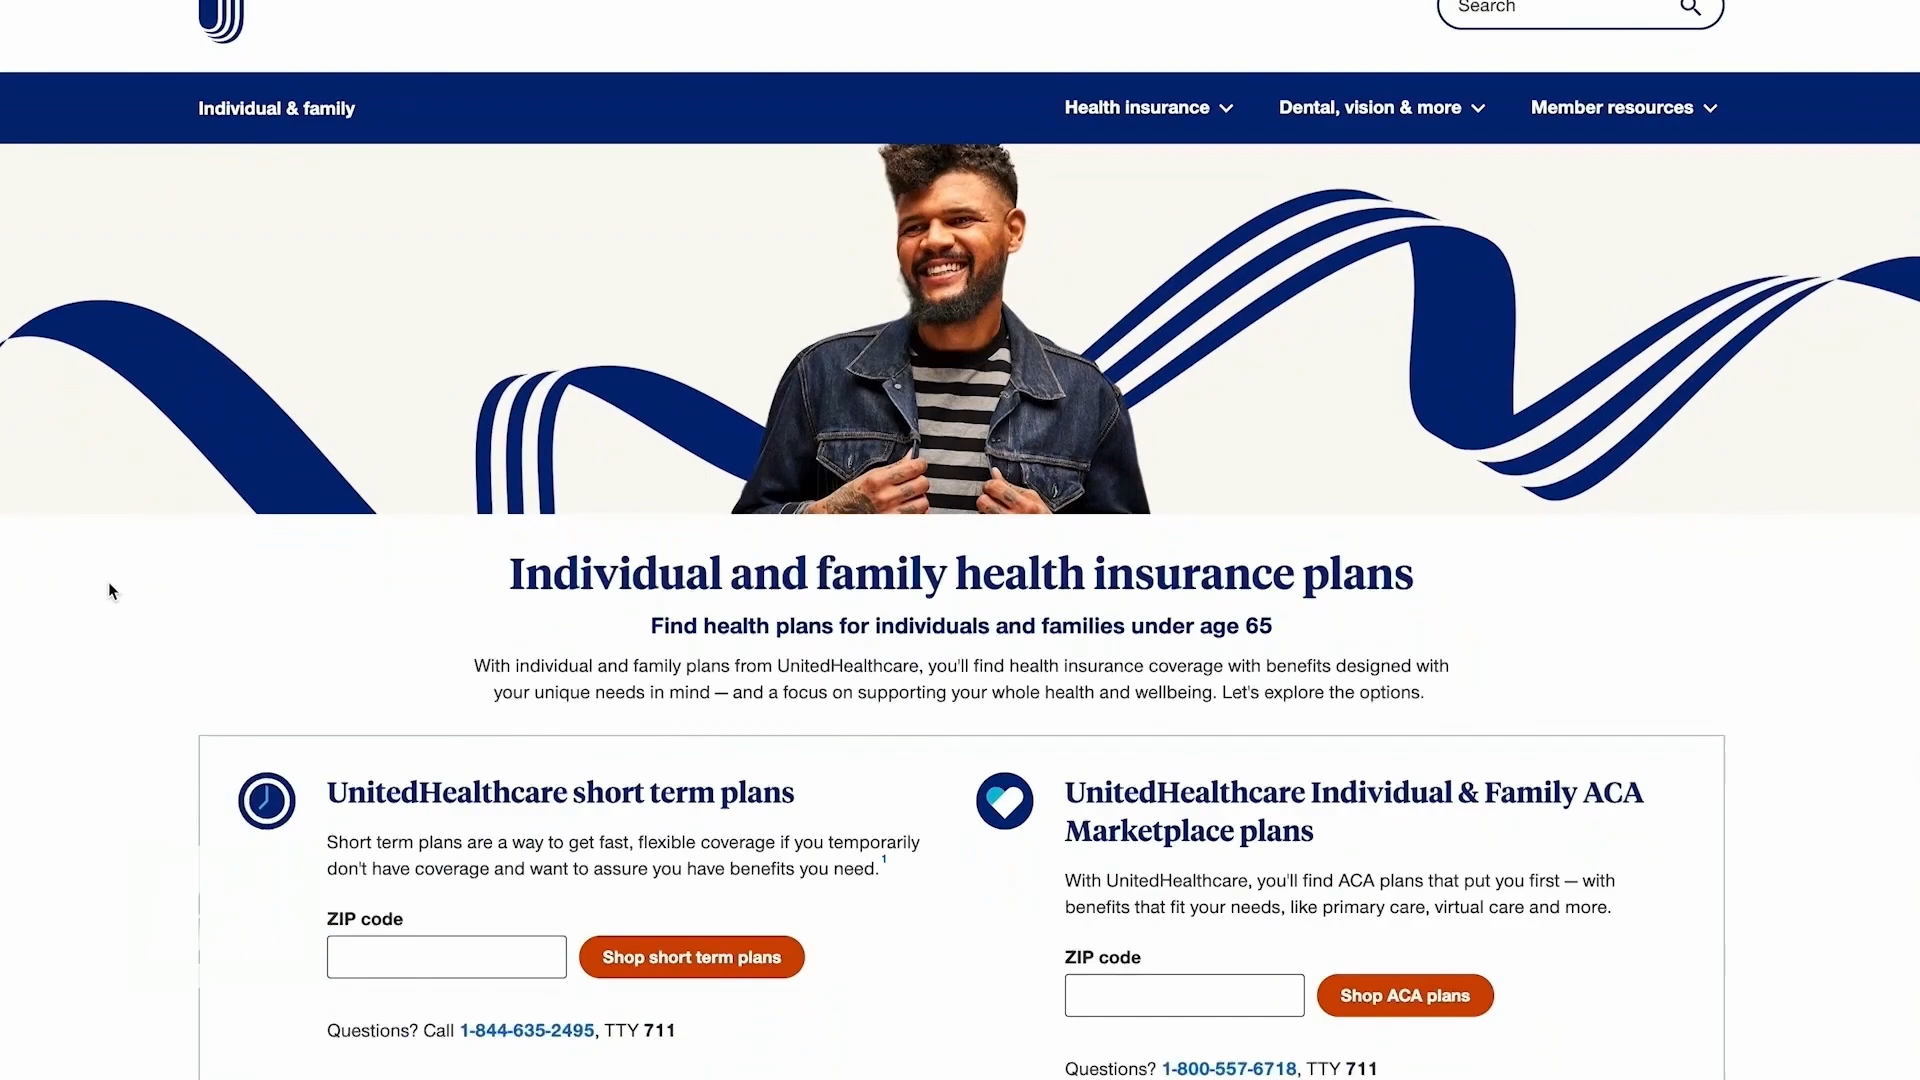 Search
Individual & family
Health insurance
Dental, vision & more
Member resources
Individual and family health insurance plans
Find health plans for individuals and families under age 65
With individual and family plans from UnitedHealthcare, you'll find health insurance coverage with benefits designed with
your unique needs in mind — and a focus on supporting your whole health and wellbeing. Let's explore the options.
UnitedHealthcare short term plans
Short term plans are a way to get fast, flexible coverage if you temporarily
don't have coverage and want to assure you have benefits you need.1
ZIP code
Shop short term plans
Questions? Call 1-844-635-2495, TTY 711
UnitedHealthcare Individual & Family ACA
Marketplace plans
With UnitedHealthcare, you'll find ACA plans that put you first — with
benefits that fit your needs, like primary care, virtual care and more.
ZIP code
Shop ACA plans
Questions? 1-800-557-6718, TTY 711